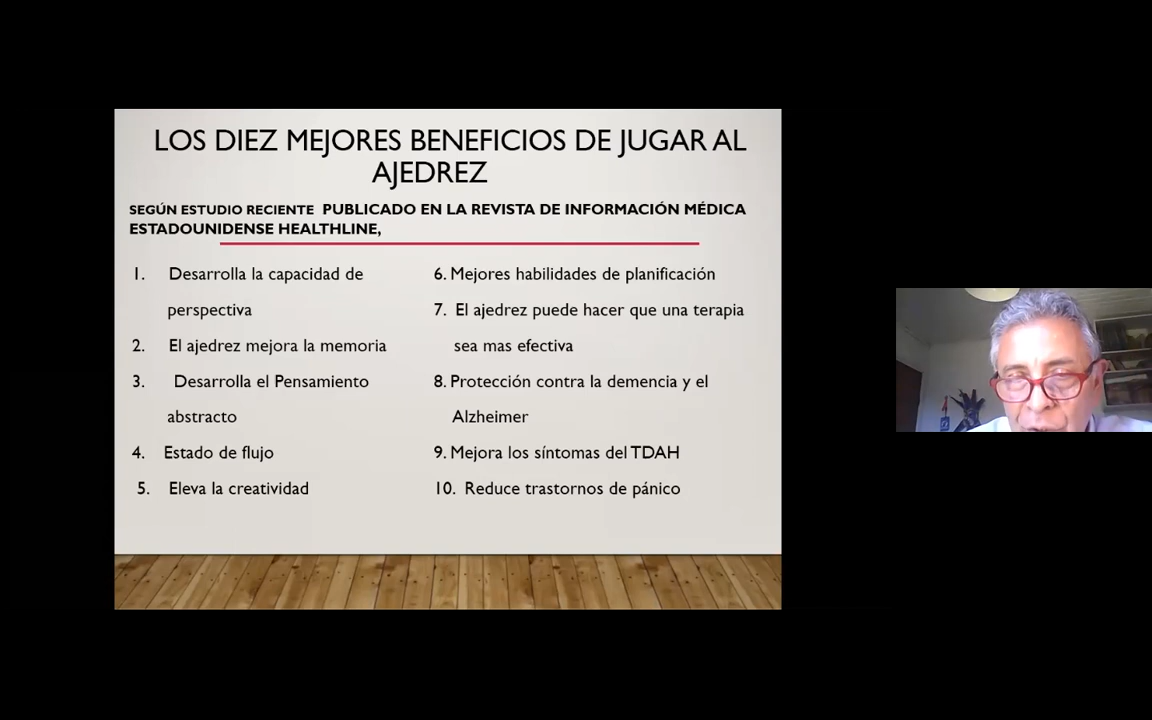 LOS DIEZ MEJORES BENEFICIOS DE JUGAR AL
AJEDREZ
SEGÚN ESTUDIO RECIENTE PUBLICADO EN LA REVISTA DE INFORMACIÓN MÉDICA
ESTADOUNIDENSE HEALTHLINE,
1. Desarrolla la capacidad de
perspectiva
2. El ajedrez mejora la memoria
3. Desarrolla el Pensamiento
abstracto
4. Estado de flujo
5. Eleva la creatividad
6. Mejores habilidades de planificación
7. El ajedrez puede hacer que una terapia
sea mas efectiva
8. Protección contra la demencia y el
Alzheimer
9. Mejora los síntomas del TDAH
10. Reduce trastornos de pánico